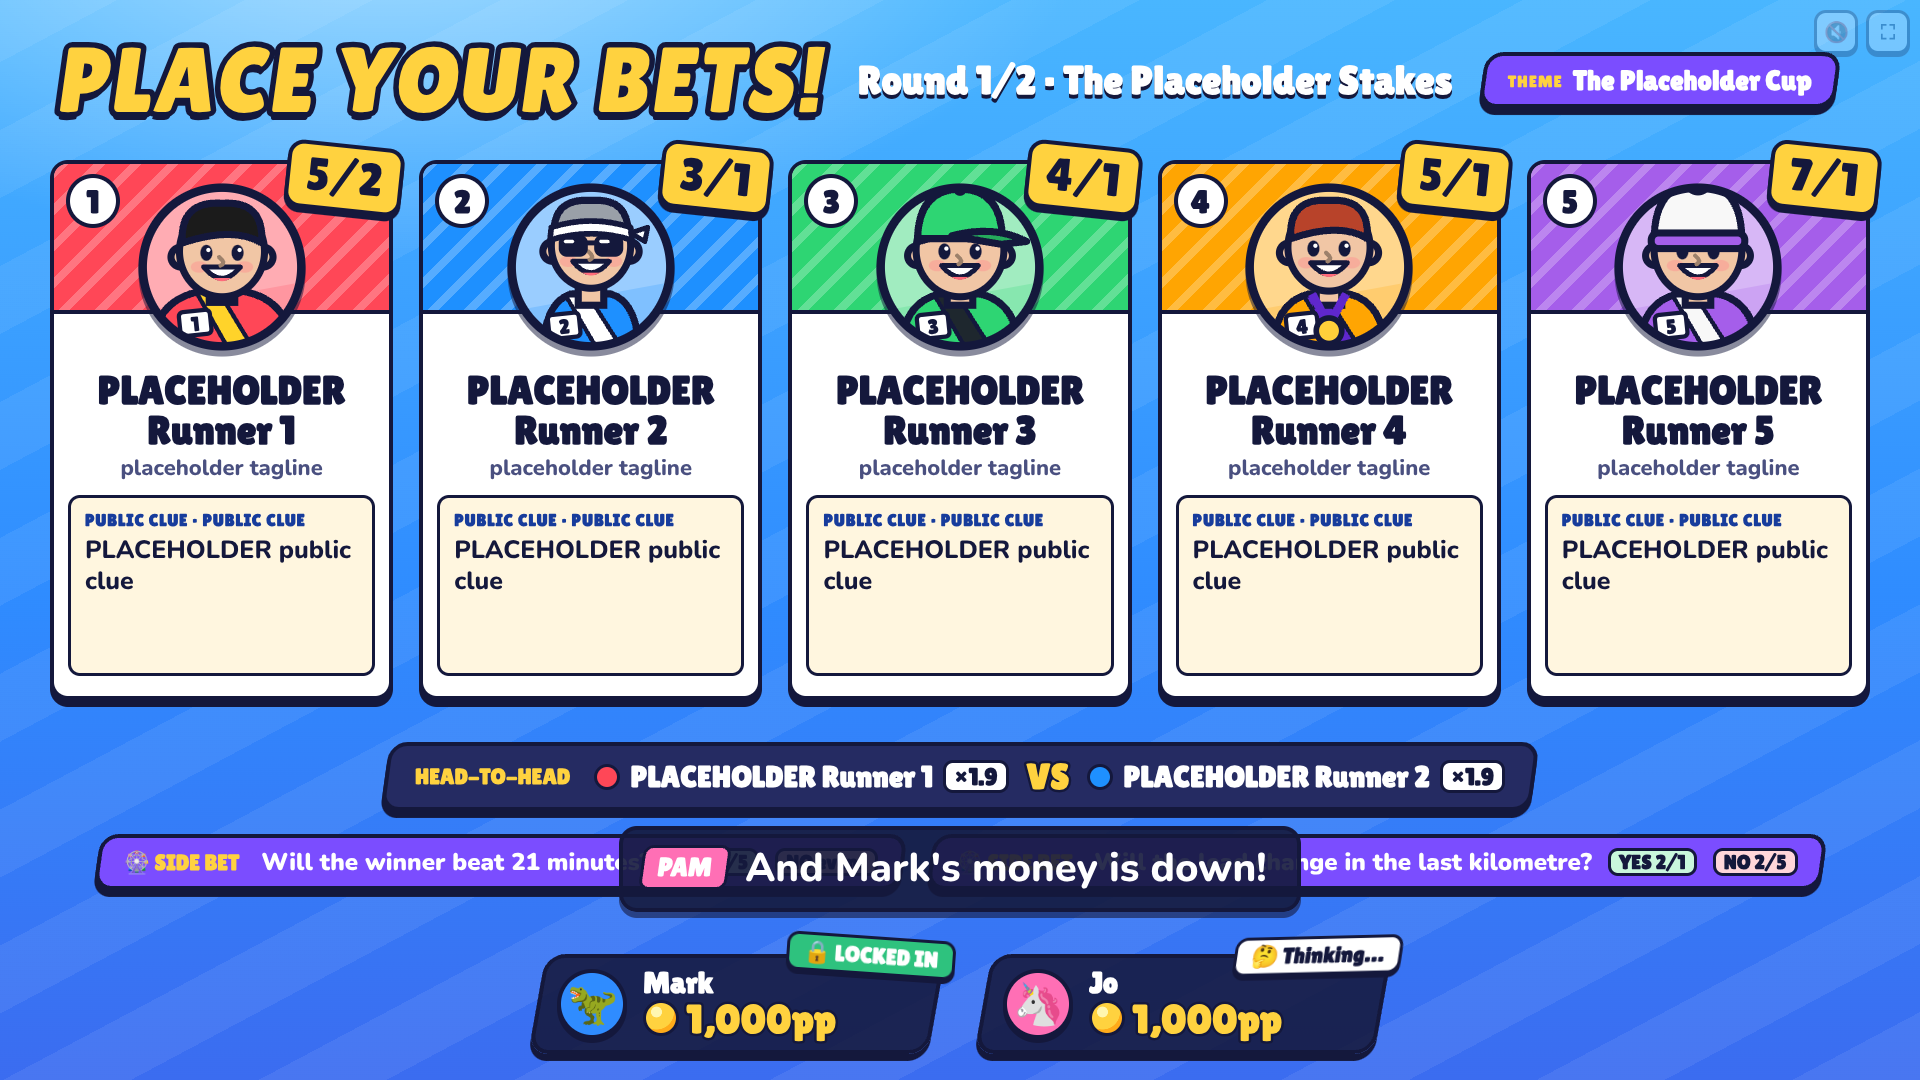 PLACE YOUR BETS!
Round 1/2 · The Placeholder Stakes
THEME The Placeholder Cup
1
5/2
1
PLACEHOLDER
Runner 1
placeholder tagline
PUBLIC CLUE · PUBLIC CLUE
PLACEHOLDER public
clue
2
3/1
2
PLACEHOLDER
Runner 2
placeholder tagline
PUBLIC CLUE · PUBLIC CLUE
PLACEHOLDER public
clue
3
4/1
3
PLACEHOLDER
Runner 3
placeholder tagline
PUBLIC CLUE · PUBLIC CLUE
PLACEHOLDER public
clue
4
5/1
4
PLACEHOLDER
Runner 4
placeholder tagline
PUBLIC CLUE · PUBLIC CLUE
PLACEHOLDER public
clue
5
7/1
5
PLACEHOLDER
Runner 5
placeholder tagline
PUBLIC CLUE · PUBLIC CLUE
PLACEHOLDER public
clue
HEAD-TO-HEAD PLACEHOLDER Runner 1 ×1.9 VS PLACEHOLDER Runner 2 ×1.9
SIDE BET Will the winner beat 21 minutes
in the last kilometre? YES 2/1 NO 2/5
PAM And Mark's money is down!
LOCKED IN
Mark
1,000pp
Thinking...
Jo
1,000pp